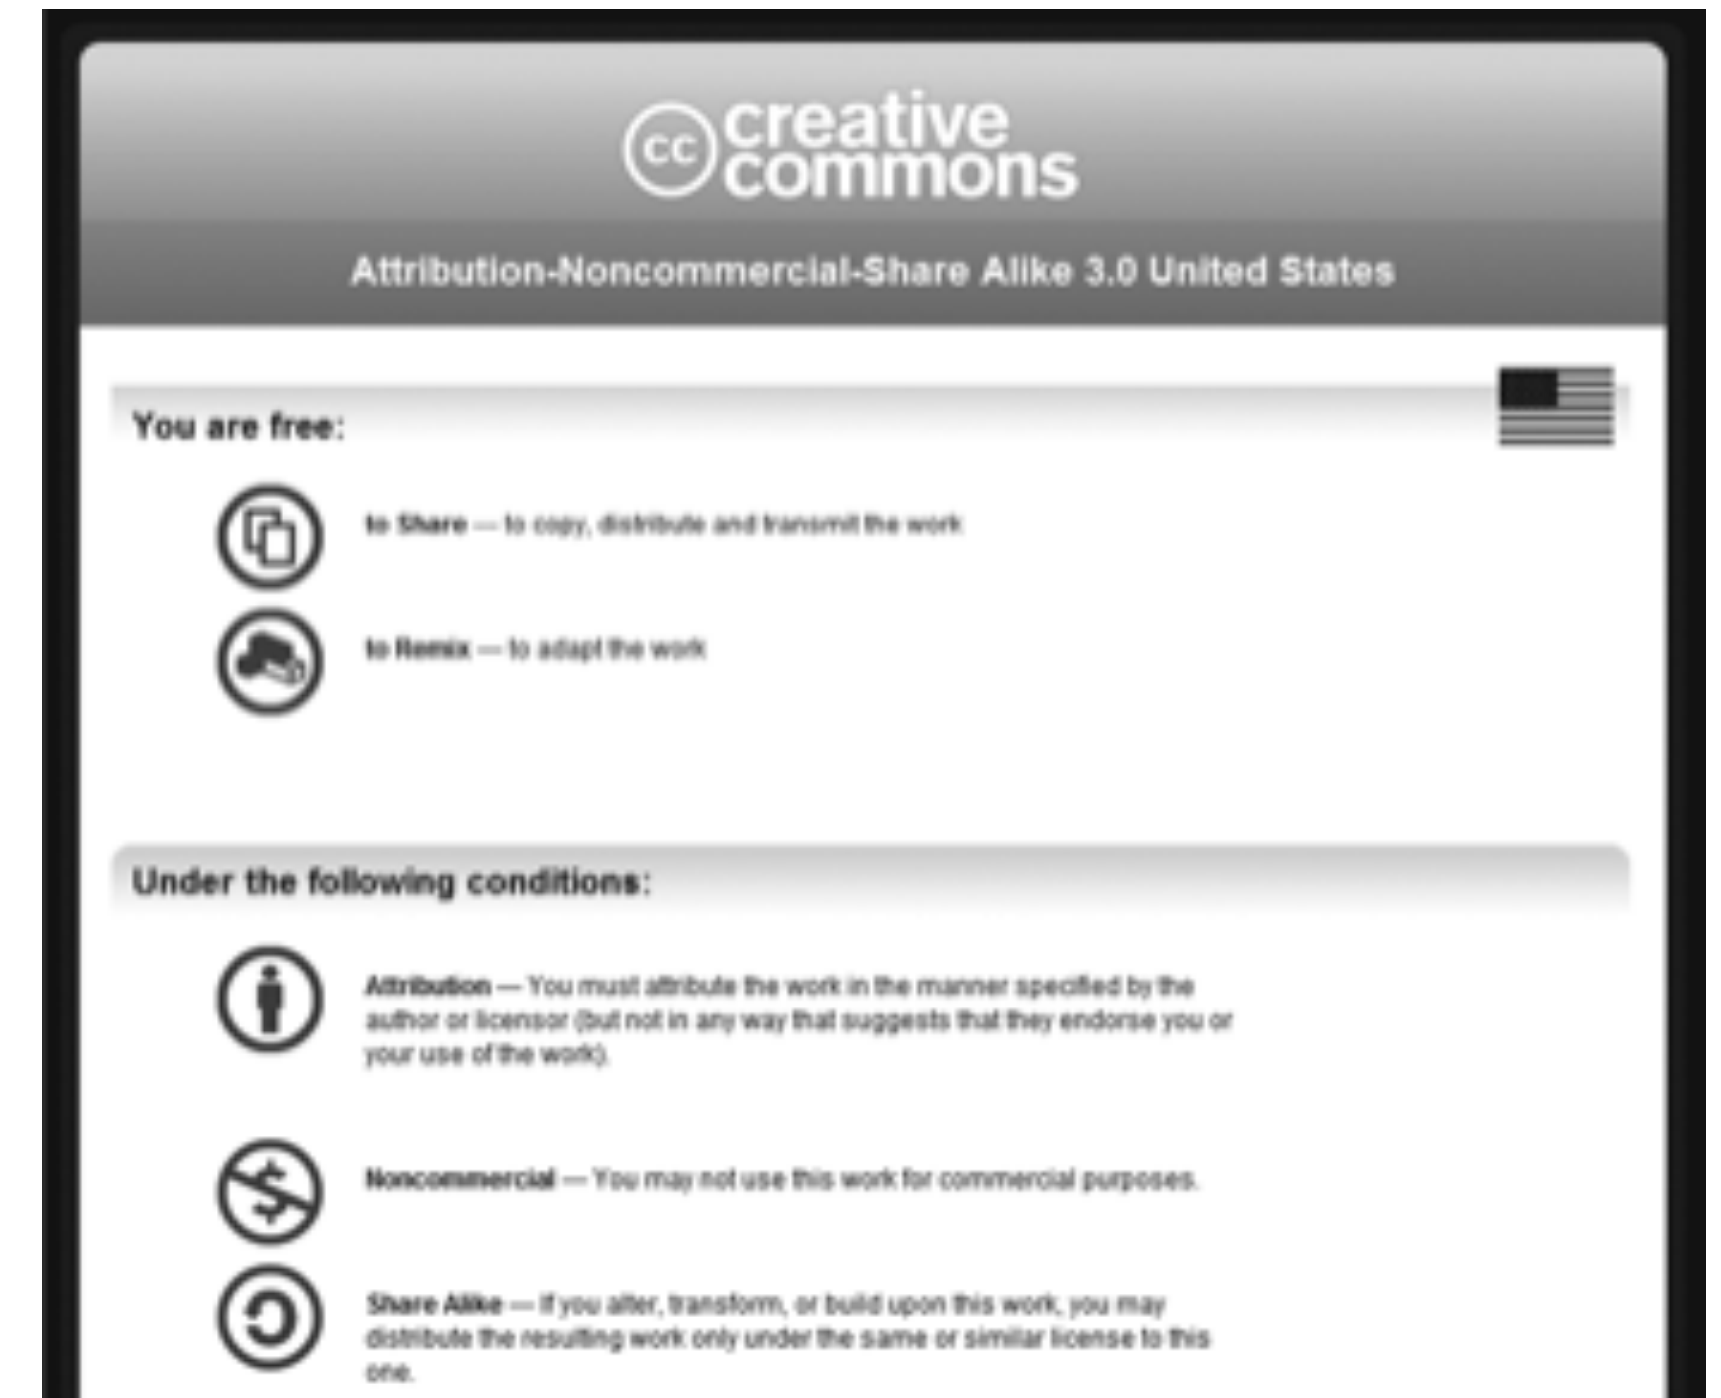 cc creative
commons
Attribution-Noncommercial-Share Alike 3.0 United States
You are free:
to Share — to copy, distribute and transmit the work
to Remix — to adapt the work
Under the following conditions:
Attribution — You must attribute the work in the manner specified by the
author or licensor (but not in any way that suggests that they endorse you or
your use of the work).
$
Noncommercial — You may not use this work for commercial purposes.
Share Alike — If you alter, transform, or build upon this work, you may
distribute the resulting work only under the same or similar license to this
one.